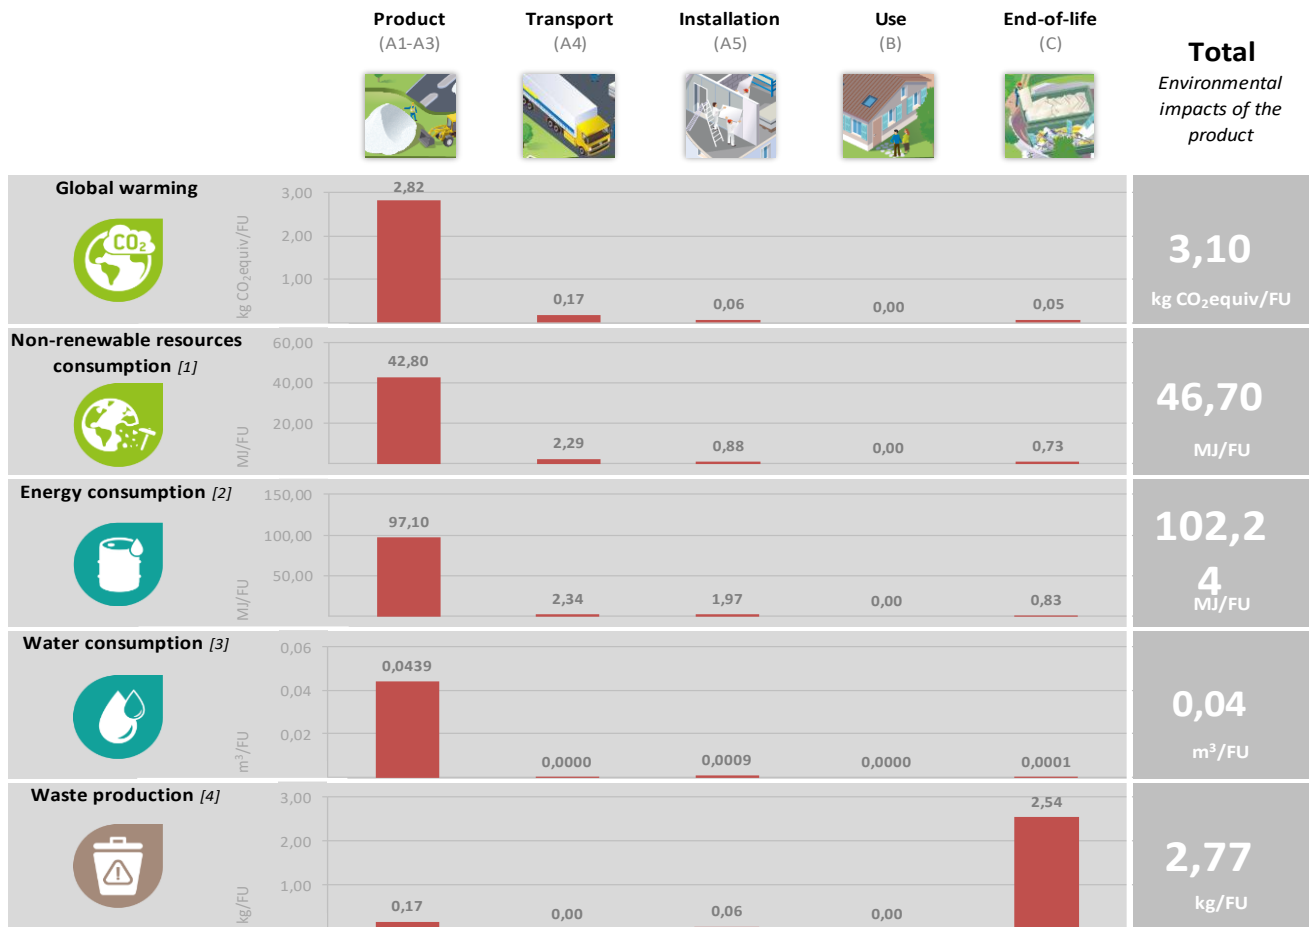 Product
(A1-A3)
Transport
(A4)
Installation
(A5)
Use
(B)
End-of-life
(C)
Total
Environmental
impacts of the
product
Global warming
CO2
kg CO2equiv/FU
3,00
2,00
1,00
2,82
0,17
0,06
0,00
0,05
3,10
kg CO2equiv/FU
Non-renewable resources
consumption [1]
MJ/FU
60,00
40,00
20,00
42,80
2,29
0,88
0,00
0,73
46,70
MJ/FU
Energy consumption [2]
MJ/FU
150,00
100,00
50,00
97,10
2,34
1,97
0,00
0,83
102,2
4
MJ/FU
Water consumption [3]
m3/FU
0,06
0,04
0,02
0,0439
0,0000
0,0009
0,0000
0,0001
0,04
m3/FU
Waste production [4]
kg/FU
3,00
2,00
1,00
0,17
0,00
0,06
0,00
2,54
2,77
kg/FU